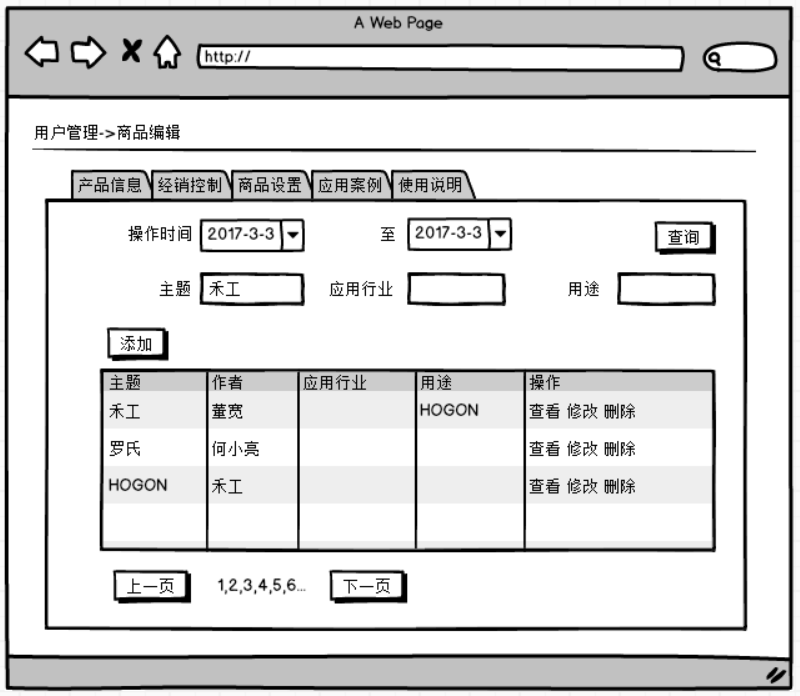 A Web Page
http://
用户管理->商品编辑
产品信息 经销控制 商品设置 应用案例 使用说明
操作时间 2017-3-3 至 2017-3-3 查询
主题 禾工 应用行业 用途
添加
主题 作者 应用行业 用途 操作
禾工 董宽 HOGON 查看 修改 删除
罗氏 何小亮 查看 修改 删除
HOGON 禾工 查看 修改 删除
上一页 1,2,3,4,5,6... 下一页